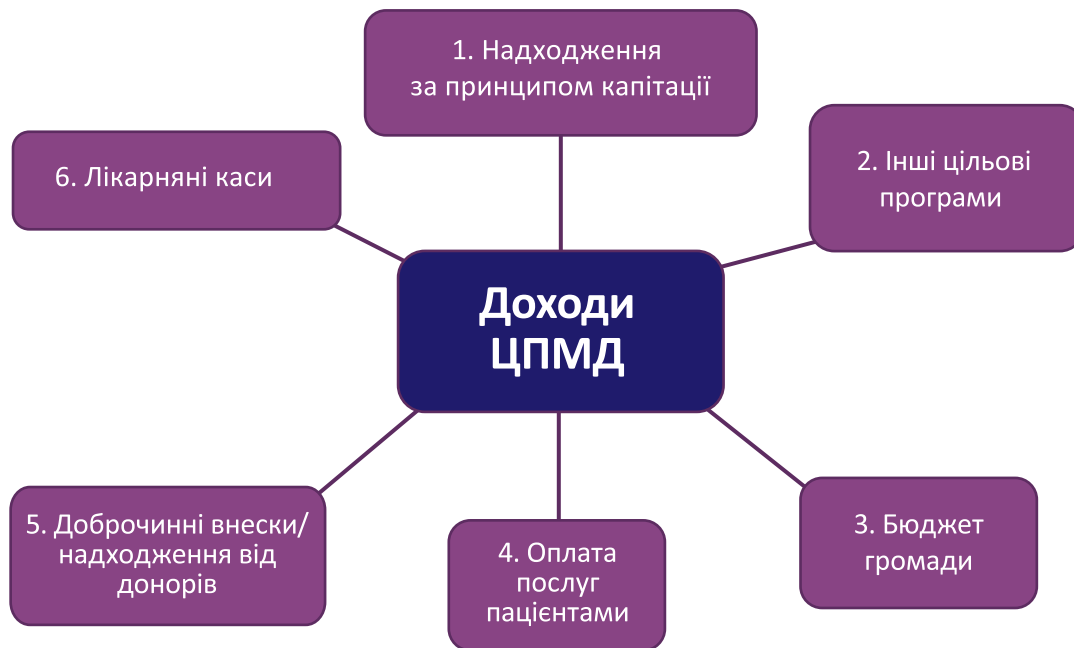 1. Надходження
за принципом капітації
2. Інші цільові
програми
6. Лікарняні каси
Доходи
ЦПМД
5. Доброчинні внески/
надходження від
донорів
4. Оплата
послуг
пацієнтами
3. Бюджет
громади